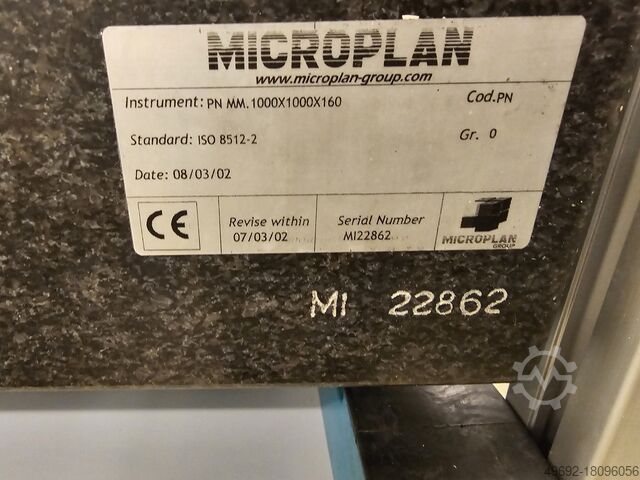 MICROPLAN
www.microplan-group.com
Instrument: PN MM.1000X1000X160 Cod.PN
Standard: ISO 8512-2 Gr. 0
Date: 08/03/02
CE Revise within Serial Number
07/03/02 MI22862
MICROPLAN
GROUP
MI 22862
49692-18096056